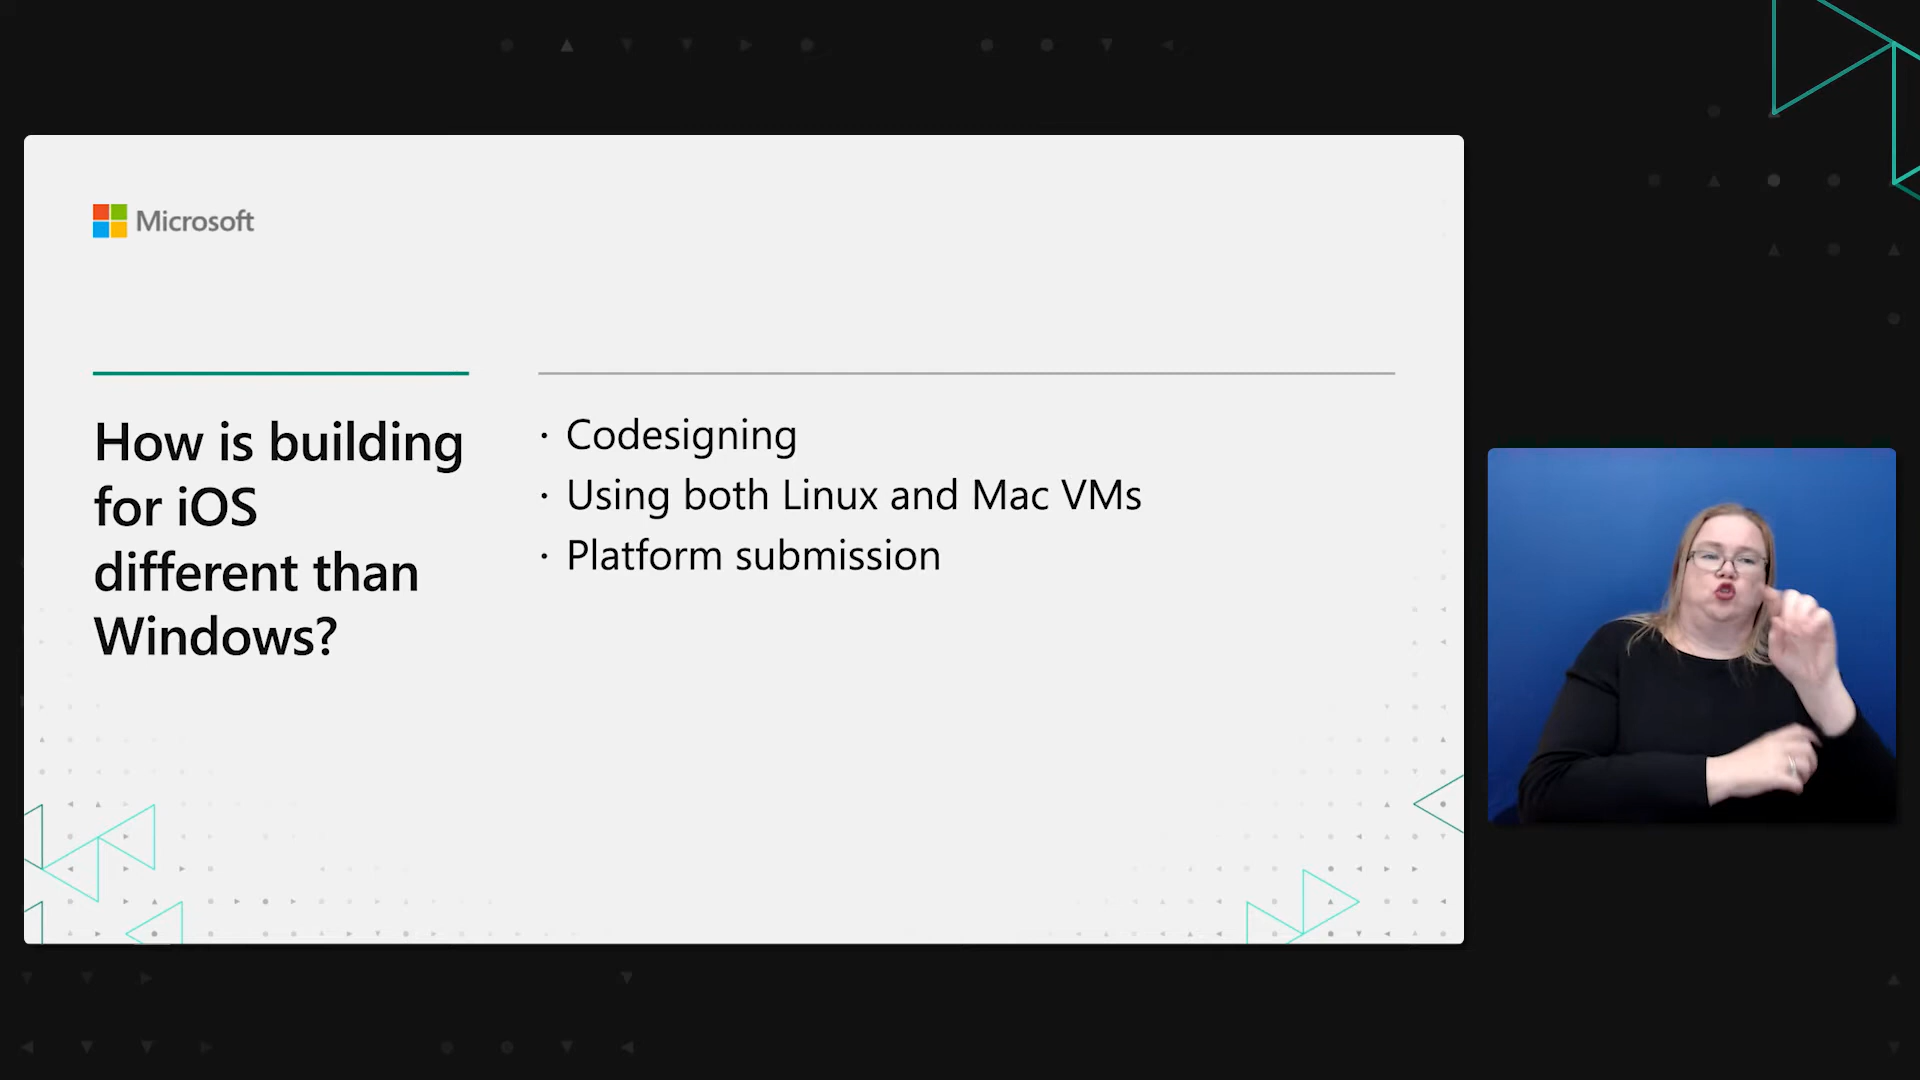 Microsoft
How is building
for iOS
different than
Windows?
· Codesigning
· Using both Linux and Mac VMs
· Platform submission